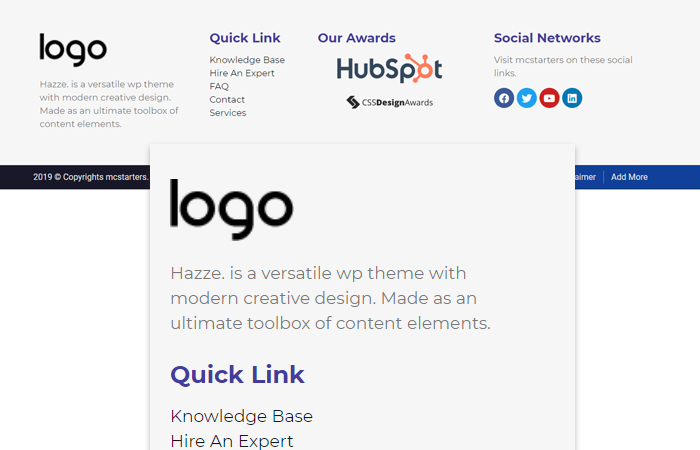 logo
Hazze. is a versatile wp theme
with modern creative design.
Made as an ultimate toolbox of
content elements.
Quick Link
Knowledge Base
Hire An Expert
FAQ
Contact
Services
Our Awards
HubSpot
CSSDesignAwards
Social Networks
Visit mcstarters on these social
links.
2019 © Copyrights mcstarters.
aimer
Add More
logo
Hazze. is a versatile wp theme with
modern creative design. Made as an
ultimate toolbox of content elements.
Quick Link
Knowledge Base
Hire An Expert